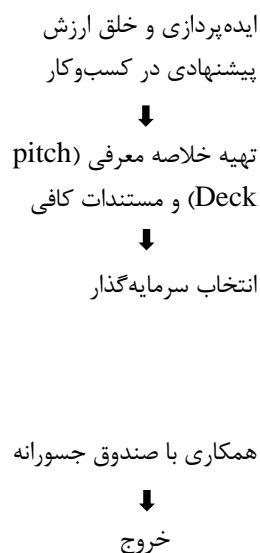 ایده‌پردازی و خلق ارزش
پیشنهادی در کسب‌وکار
تهیه خلاصه معرفی (pitch
Deck) و مستندات کافی
انتخاب سرمایه‌گذار
همکاری با صندوق جسورانه
خروج